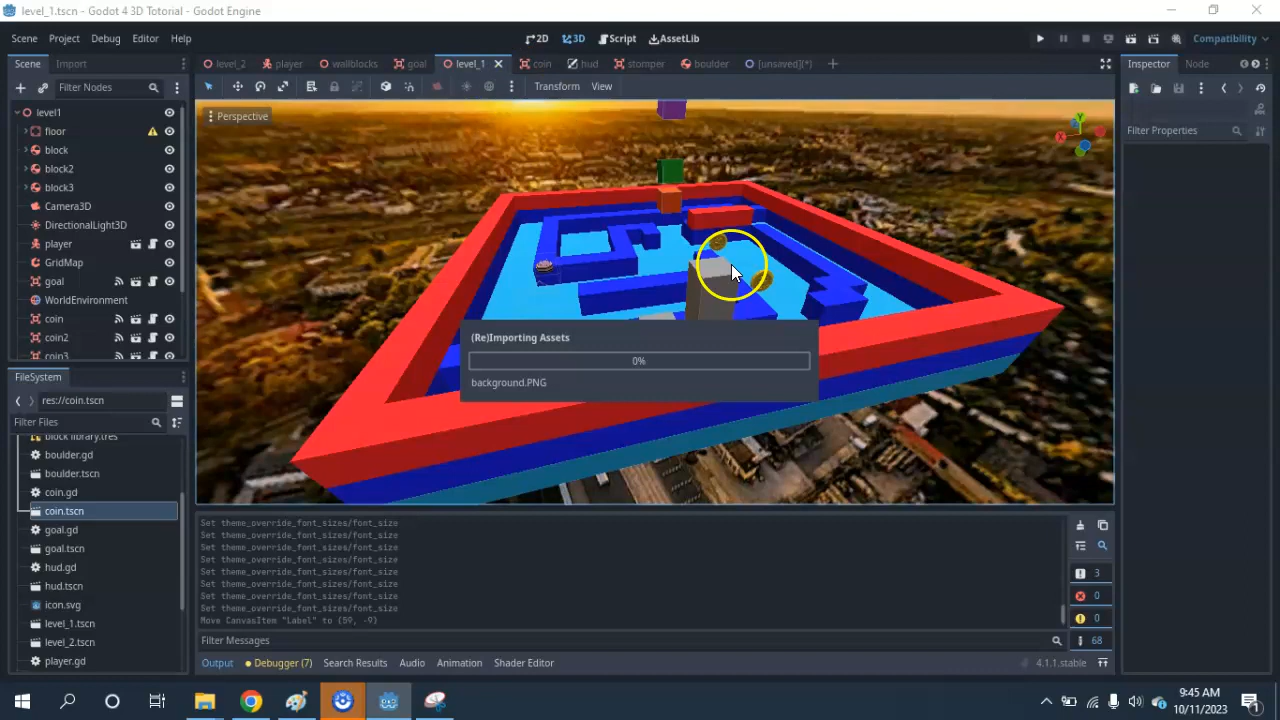 level_1.tscn - Godot 4 3D Tutorial - Godot Engine
Scene Project Debug Editor Help
2D 3D Script AssetLib
Compatibility
Scene Import
level_2 player wallblocks goal level_1 coin hud stomper boulder [unsaved](*)
Inspector Node
Filter Nodes
Transform View
level1
Perspective
Filter Properties
floor
block
block2
block3
Camera3D
DirectionalLight3D
player
GridMap
goal
WorldEnvironment
coin
coin2
coin3
(Re)Importing Assets
0%
background.PNG
FileSystem
res://coin.tscn
Filter Files
block library.tres
boulder.gd
boulder.tscn
coin.gd
coin.tscn
goal.gd
goal.tscn
hud.gd
hud.tscn
icon.svg
level_1.tscn
level_2.tscn
player.gd
Set theme_override_font_sizes/font_size
Set theme_override_font_sizes/font_size
Set theme_override_font_sizes/font_size
Set theme_override_font_sizes/font_size
Set theme_override_font_sizes/font_size
Set theme_override_font_sizes/font_size
Set theme_override_font_sizes/font_size
Set theme_override_font_sizes/font_size
Move CanvasItem "Label" to (59, -9)
3
0
0
68
Filter Messages
Output Debugger (7) Search Results Audio Animation Shader Editor
4.1.1.stable
9:45 AM
10/11/2023
1